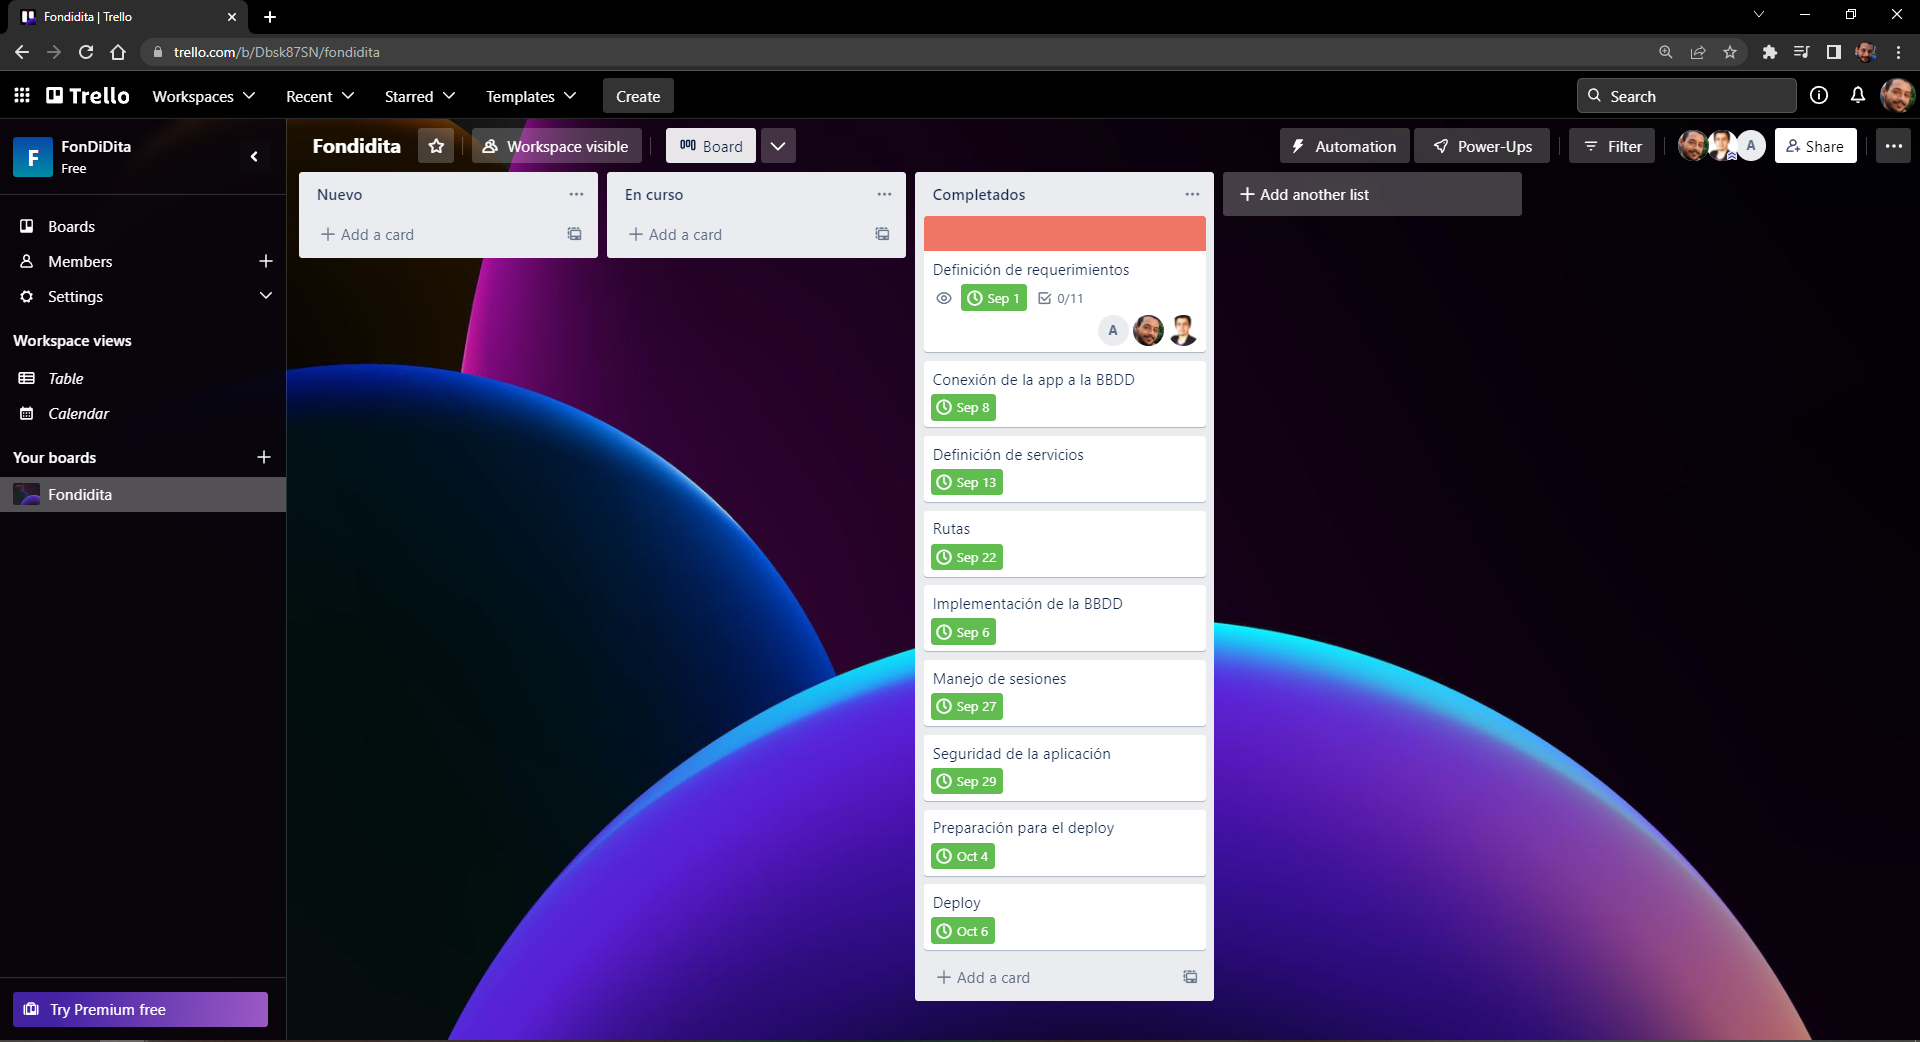 Fondidita | Trello
trello.com/b/Dbsk87SN/fondidita
Trello
Workspaces
Recent
Starred
Templates
Create
Search
F
FonDiDita
Free
Fondidita
Workspace visible
Board
Automation
Power-Ups
Filter
A
Share
Boards
Members
Settings
Workspace views
Table
Calendar
Your boards
Fondidita
Try Premium free
Nuevo
Add a card
En curso
Add a card
Completados
Definición de requerimientos
Sep 1
0/11
A
Conexión de la app a la BBDD
Sep 8
Definición de servicios
Sep 13
Rutas
Sep 22
Implementación de la BBDD
Sep 6
Manejo de sesiones
Sep 27
Seguridad de la aplicación
Sep 29
Preparación para el deploy
Oct 4
Deploy
Oct 6
Add a card
Add another list